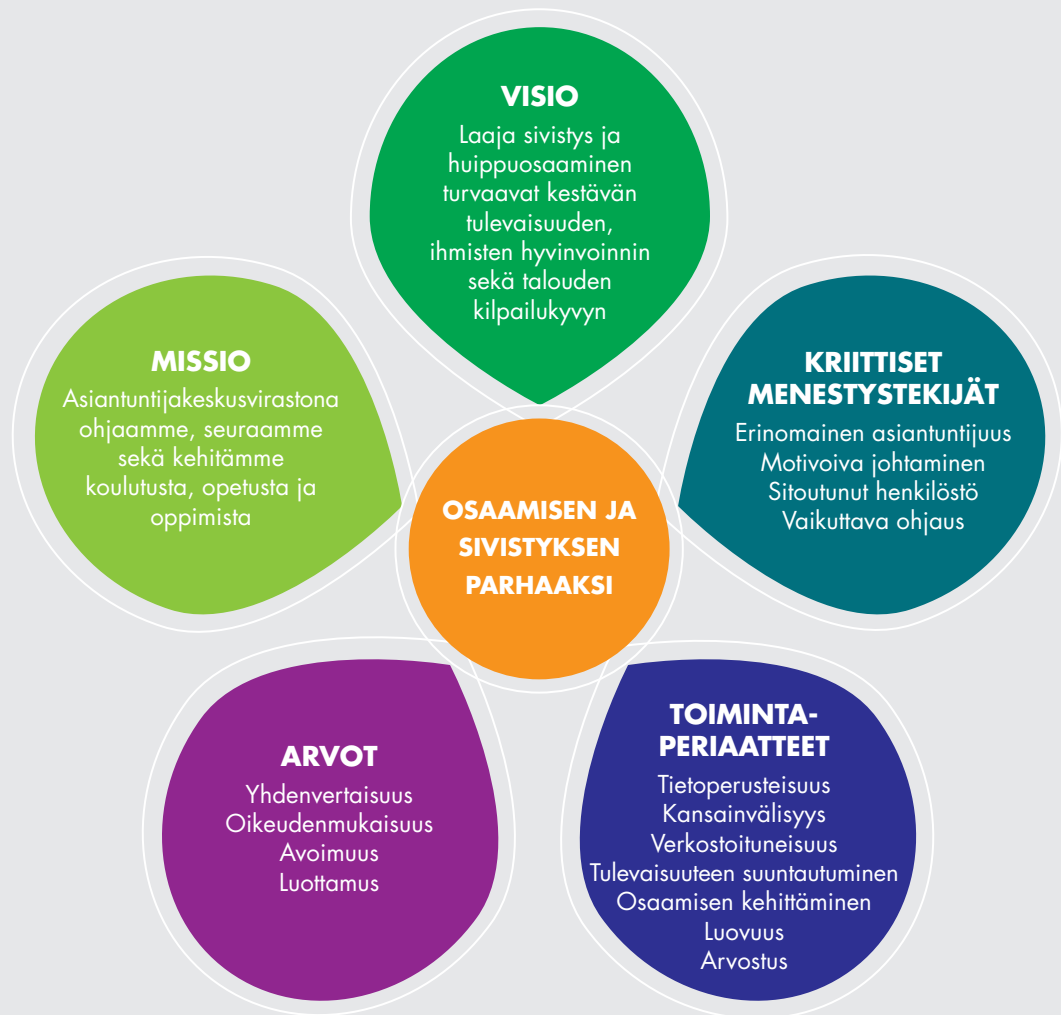 VISIO
Laaja sivistys ja
huippuosaaminen
turvaavat kestävän
tulevaisuuden,
ihmisten hyvinvoinnin
sekä talouden
kilpailukyvyn
MISSIO
Asiantuntijakeskusvirastona
ohjaamme, seuraamme
sekä kehitämme
koulutusta, opetusta ja
oppimista
KRIITTISET
MENESTYSTEKIJÄT
Erinomainen asiantuntijuus
Motivoiva johtaminen
Sitoutunut henkilöstö
Vaikuttava ohjaus
OSAAMISEN JA
SIVISTYKSEN
PARHAAKSI
ARVOT
Yhdenvertaisuus
Oikeudenmukaisuus
Avoimuus
Luottamus
TOIMINTA-
PERIAATTEET
Tietoperusteisuus
Kansainvälisyys
Verkostoituneisuus
Tulevaisuuteen suuntautuminen
Osaamisen kehittäminen
Luovuus
Arvostus